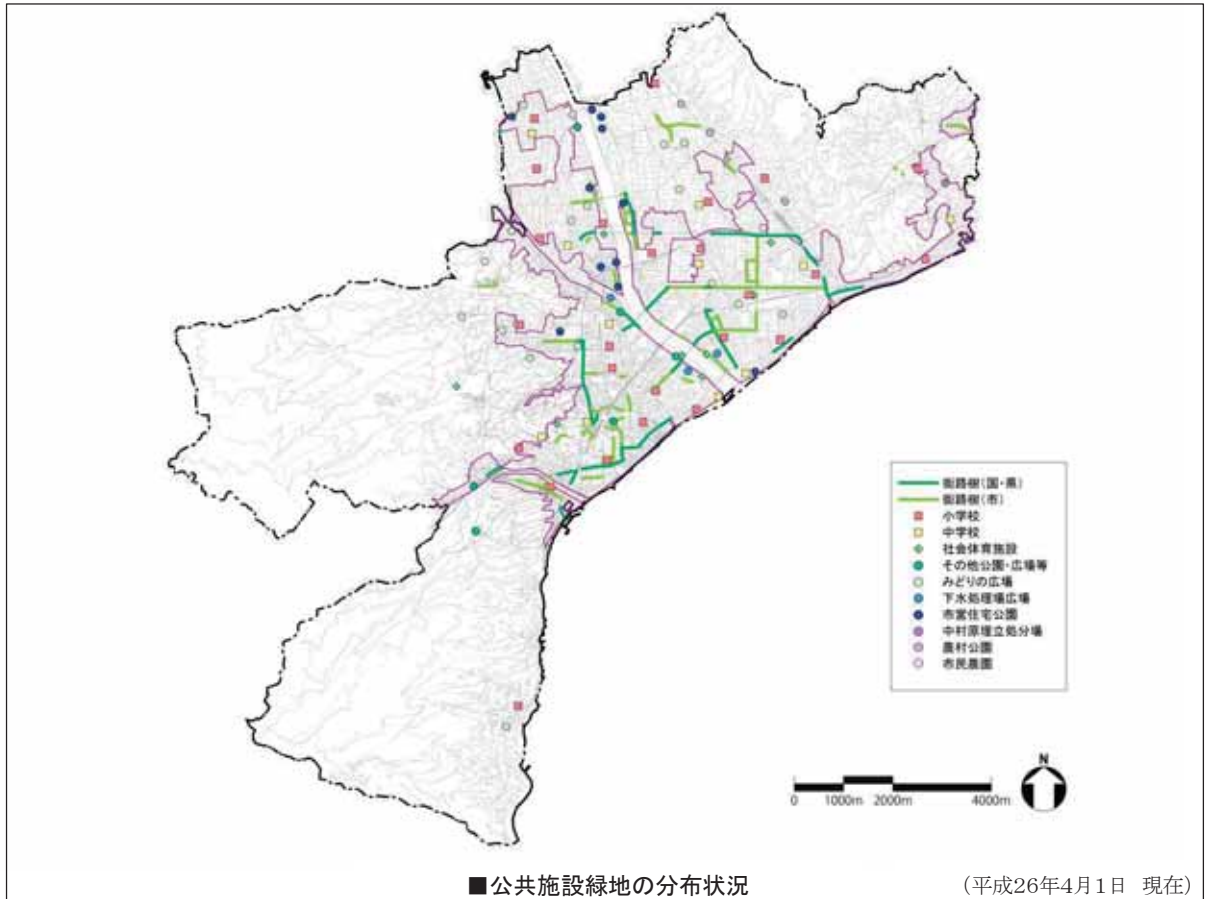 街路樹(国・県)
街路樹(市)
小学校
中学校
社会体育施設
その他公園・広場等
みどりの広場
下水処理場広場
市営住宅公園
中村原埋立処分場
農村公園
市民農園
N
0 1000m 2000m 4000m
■公共施設緑地の分布状況
(平成26年4月1日 現在)